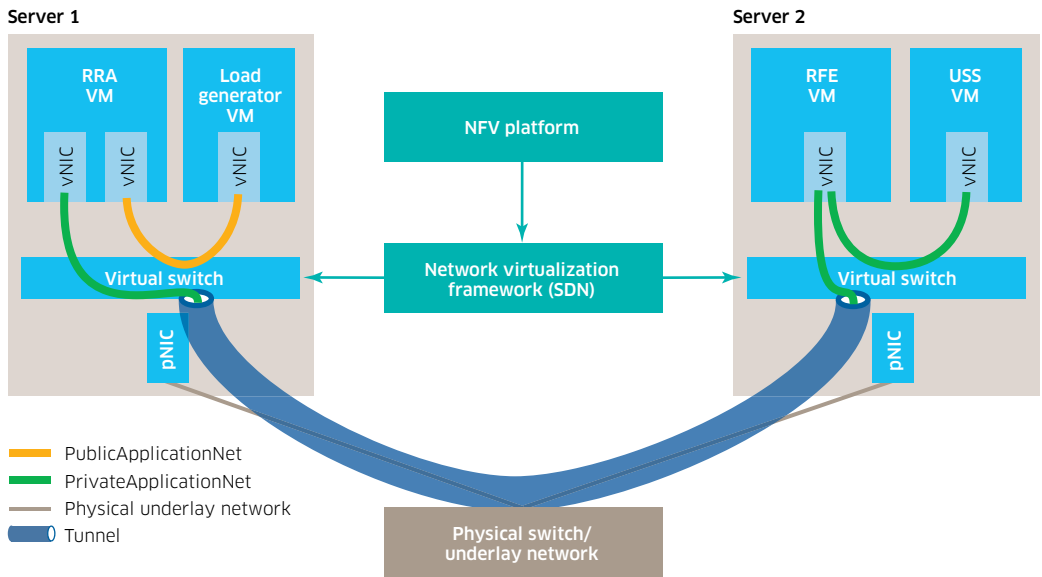 Server 1
RRA
VM
Load
generator
VM
vNIC
vNIC
vNIC
Virtual switch
pNIC
NFV platform
Network virtualization
framework (SDN)
Server 2
RFE
VM
USS
VM
vNIC
vNIC
Virtual switch
pNIC
PublicApplicationNet
PrivateApplicationNet
Physical underlay network
Tunnel
Physical switch/
underlay network